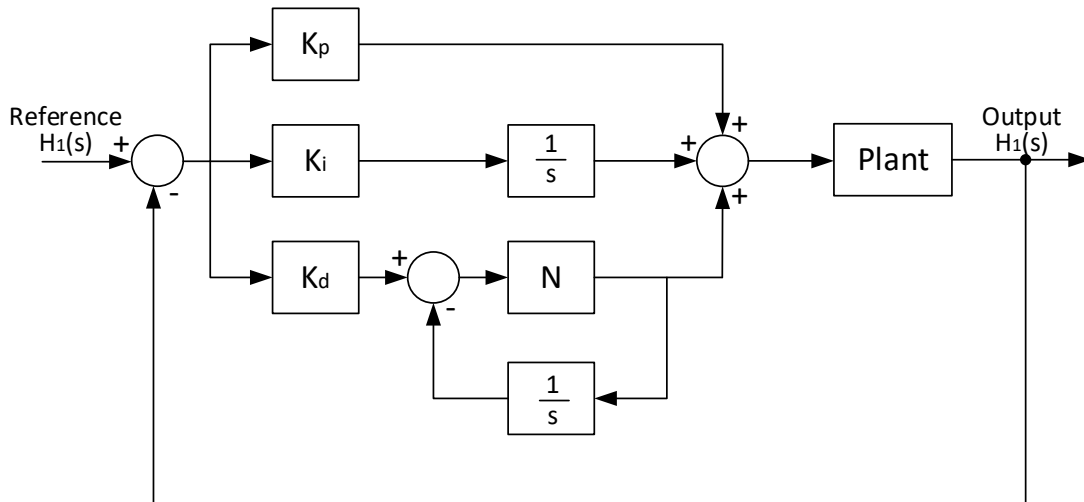 Kp
Reference
H1(s)
+
-
Ki
1
s
+
+
+
Plant
Output
H1(s)
Kd
+
-
N
1
s